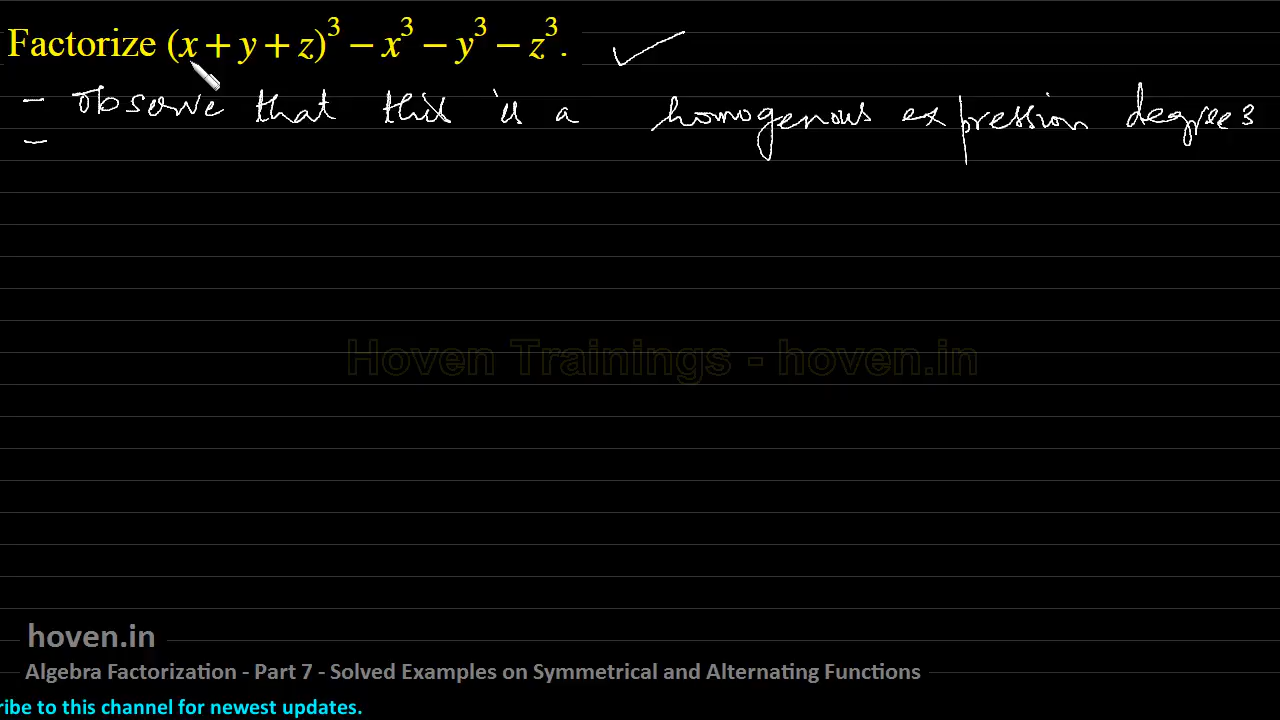 Factorize (x + y + z)³ − x³ − y³ − z³.
- observe that this is a homogenous expression degree 3
-
Hoven Trainings - hoven.in
hoven.in
Algebra Factorization - Part 7 - Solved Examples on Symmetrical and Alternating Functions
ribe to this channel for newest updates.